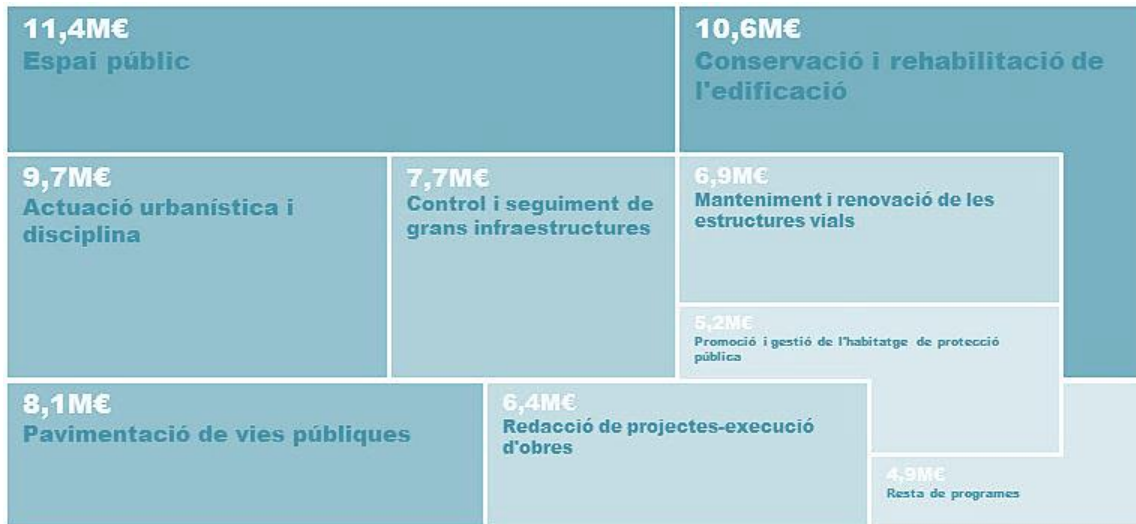 11,4M€
Espai públic
10,6M€
Conservació i rehabilitació de
l'edificació
9,7M€
Actuació urbanística i
disciplina
7,7M€
Control i seguiment de
grans infraestructures
6,9M€
Manteniment i renovació de les
estructures vials
5,2M€
Promoció i gestió de l'habitatge de protecció
pública
8,1M€
Pavimentació de vies públiques
6,4M€
Redacció de projectes-execució
d'obres
4,9M€
Resta de programes